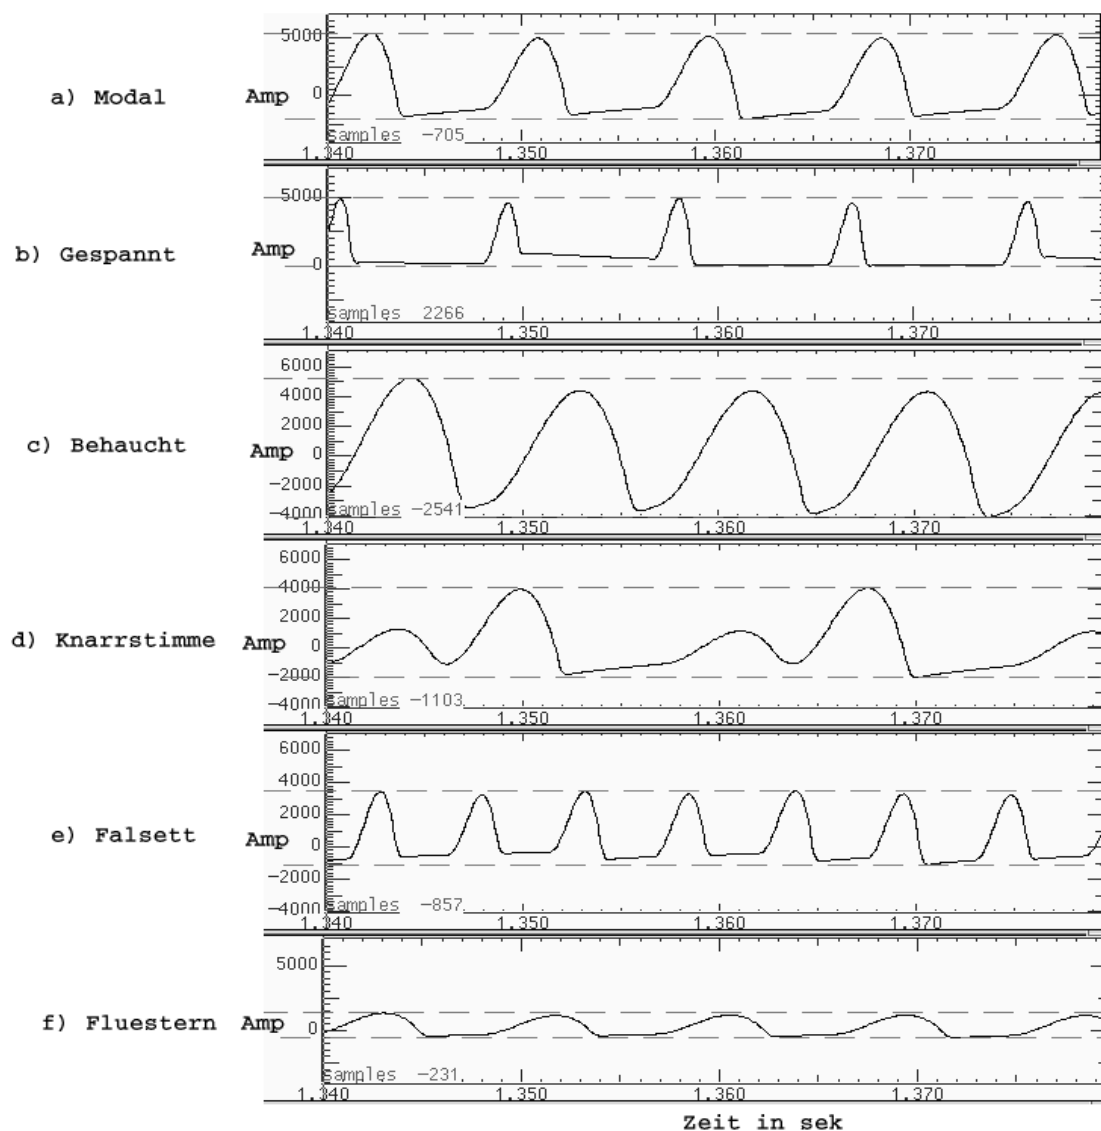 5000
a) Modal Amp 0
samples -705
1.340 1.350 1.360 1.370
5000
b) Gespannt Amp 0
samples 2266
1.340 1.350 1.360 1.370
6000
4000
2000
c) Behaucht Amp 0
-2000
-4000 samples -2541
1.340 1.350 1.360 1.370
6000
4000
2000
d) Knarrstimme Amp 0
-2000
-4000 samples -1103
1.340 1.350 1.360 1.370
6000
4000
2000
e) Falsett Amp 0
-2000
-4000 samples -857
1.340 1.350 1.360 1.370
5000
f) Fluestern Amp 0
samples -231
1.340 1.350 1.360 1.370
Zeit in sek